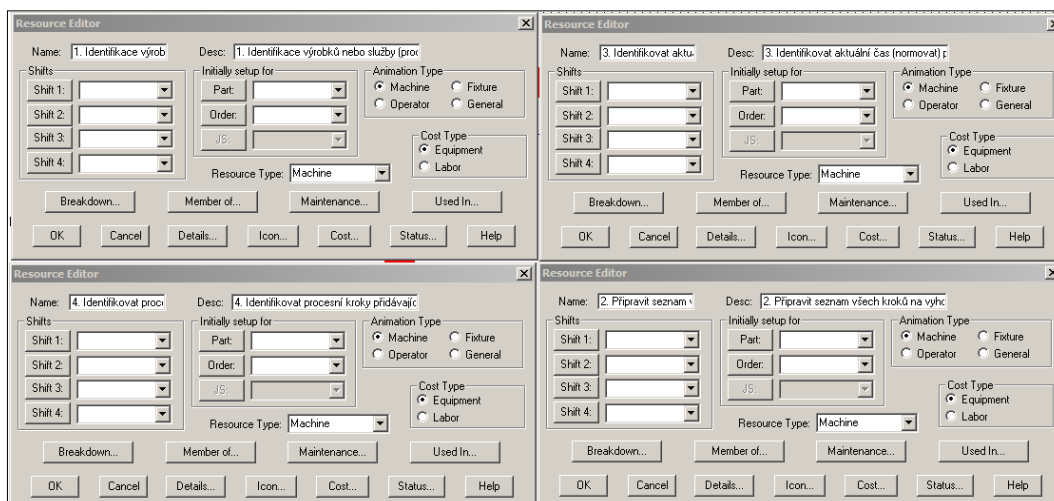 Resource Editor
Name: 1. Identifikace výrob Desc: 1. Identifikace výrobků nebo služby (proc
Shifts Initially setup for Animation Type
Shift 1: Part: Machine Fixture
Shift 2: Order: Operator General
Shift 3: JS: Cost Type
Equipment
Shift 4: Labor
Resource Type: Machine
Breakdown... Member of... Maintenance... Used In...
OK Cancel Details... Icon... Cost... Status... Help
Resource Editor
Name: 3. Identifikovat aktu Desc: 3. Identifikovat aktuální čas (normovat) p
Shifts Initially setup for Animation Type
Shift 1: Part: Machine Fixture
Shift 2: Order: Operator General
Shift 3: JS: Cost Type
Equipment
Shift 4: Labor
Resource Type: Machine
Breakdown... Member of... Maintenance... Used In...
OK Cancel Details... Icon... Cost... Status... Help
Resource Editor
Name: 4. Identifikovat proce Desc: 4. Identifikovat procesní kroky přidávajíc
Shifts Initially setup for Animation Type
Shift 1: Part: Machine Fixture
Shift 2: Order: Operator General
Shift 3: JS: Cost Type
Equipment
Shift 4: Labor
Resource Type: Machine
Breakdown... Member of... Maintenance... Used In...
OK Cancel Details... Icon... Cost... Status... Help
Resource Editor
Name: 2. Připravit seznam v Desc: 2. Připravit seznam všech kroků na vyho
Shifts Initially setup for Animation Type
Shift 1: Part: Machine Fixture
Shift 2: Order: Operator General
Shift 3: JS: Cost Type
Equipment
Shift 4: Labor
Resource Type: Machine
Breakdown... Member of... Maintenance... Used In...
OK Cancel Details... Icon... Cost... Status... Help